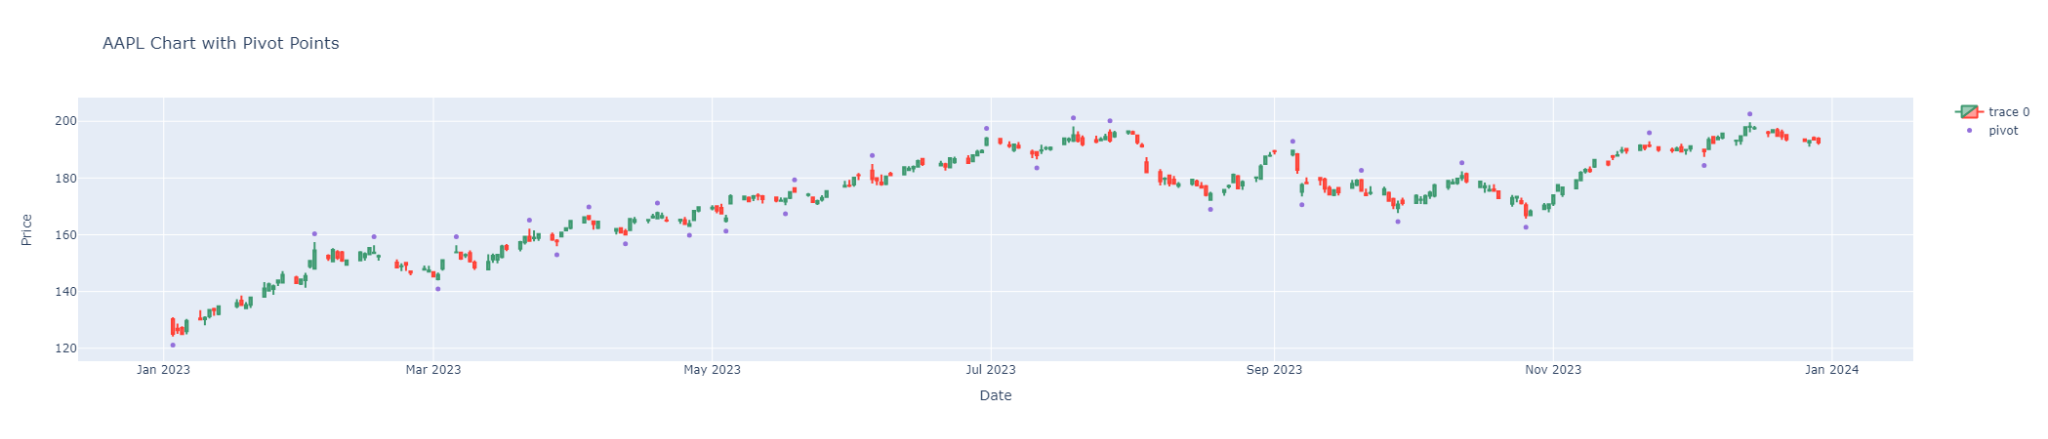 AAPL Chart with Pivot Points
200
180
160
140
120
Price
Jan 2023
Mar 2023
May 2023
Jul 2023
Sep 2023
Nov 2023
Jan 2024
Date
trace 0
pivot